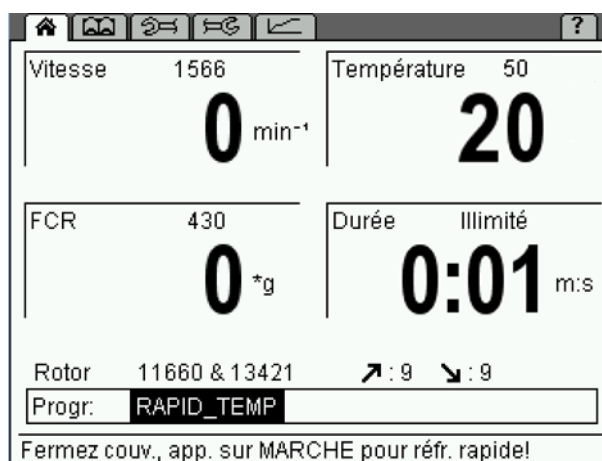 ?
Vitesse 1566
0 min⁻¹
Température 50
20
FCR 430
0 *g
Durée Illimité
0:01 m:s
Rotor 11660 & 13421 ↗ : 9 ↘ : 9
Progr: RAPID_TEMP
Fermez couv., app. sur MARCHE pour réfr. rapide!